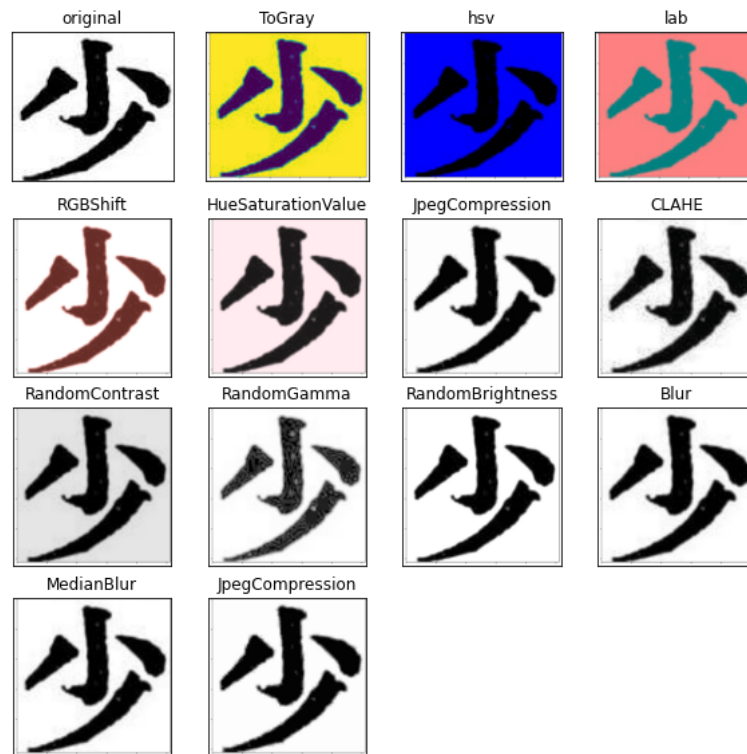 original ToGray hsv lab
少 少 少 少
RGBShift HueSaturationValue JpegCompression CLAHE
少 少 少 少
RandomContrast RandomGamma RandomBrightness Blur
少 少 少 少
MedianBlur JpegCompression
少 少